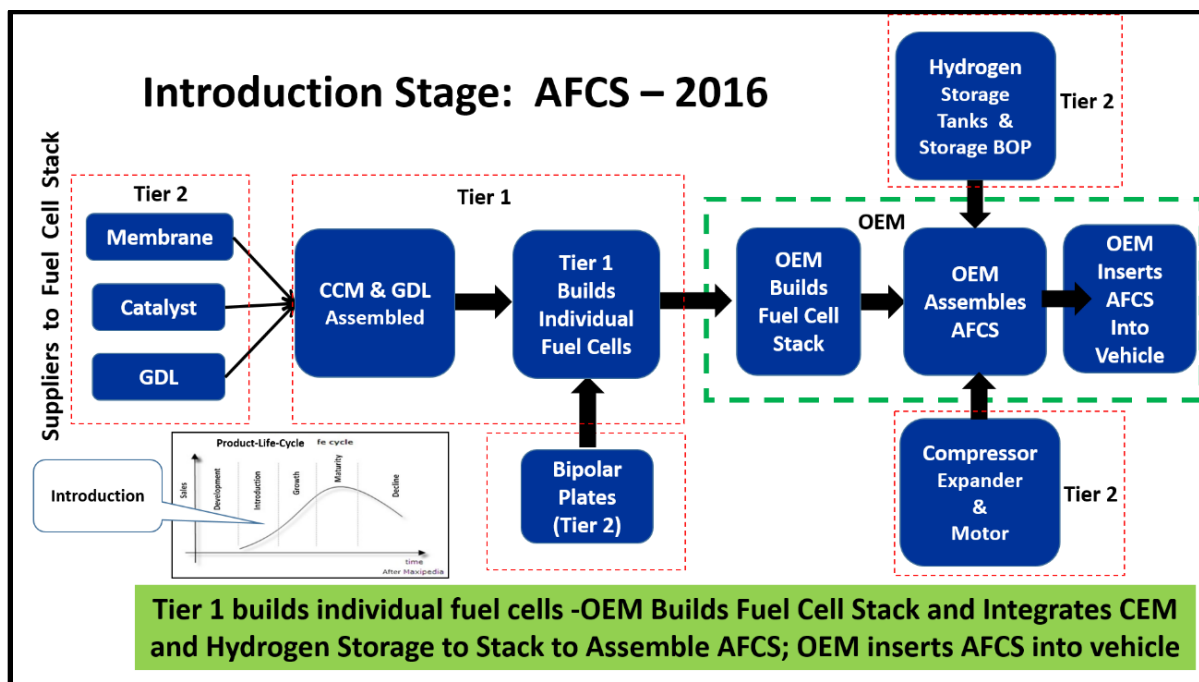 Introduction Stage: AFCS – 2016
Suppliers to Fuel Cell Stack
Tier 2
Membrane
Catalyst
GDL
Tier 1
CCM & GDL
Assembled
Tier 1
Builds
Individual
Fuel Cells
Bipolar
Plates
(Tier 2)
Hydrogen
Storage
Tanks &
Storage BOP
Tier 2
OEM
OEM
Builds
Fuel Cell
Stack
OEM
Assembles
AFCS
OEM
Inserts
AFCS
Into
Vehicle
Compressor
Expander
&
Motor
Tier 2
Introduction
Product-Life-Cycle fe cycle
Sales
Development
Introduction
Growth
Maturity
Decline
time
After Maxipedia
Tier 1 builds individual fuel cells -OEM Builds Fuel Cell Stack and Integrates CEM
and Hydrogen Storage to Stack to Assemble AFCS; OEM inserts AFCS into vehicle